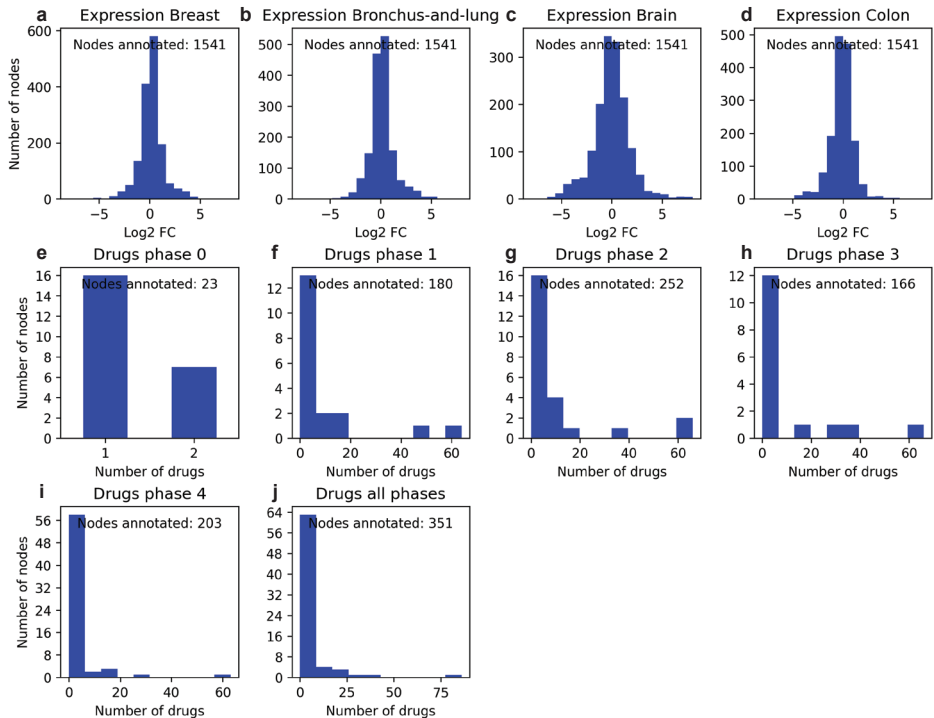 a Expression Breast
Nodes annotated: 1541
Number of nodes
600
400
200
0
−5 0 5
Log2 FC
b Expression Bronchus-and-lung
Nodes annotated: 1541
500
400
300
200
100
0
−5 0 5
Log2 FC
c Expression Brain
Nodes annotated: 1541
300
200
100
0
−5 0 5
Log2 FC
d Expression Colon
Nodes annotated: 1541
500
400
300
200
100
0
−5 0 5
Log2 FC
e Drugs phase 0
Nodes annotated: 23
Number of nodes
16
14
12
10
8
6
4
2
0
1 2
Number of drugs
f Drugs phase 1
Nodes annotated: 180
12
10
8
6
4
2
0
0 20 40 60
Number of drugs
g Drugs phase 2
Nodes annotated: 252
16
14
12
10
8
6
4
2
0
0 20 40 60
Number of drugs
h Drugs phase 3
Nodes annotated: 166
12
10
8
6
4
2
0
0 20 40 60
Number of drugs
i Drugs phase 4
Nodes annotated: 203
Number of nodes
56
48
40
32
24
16
8
0
0 20 40 60
Number of drugs
j Drugs all phases
Nodes annotated: 351
64
56
48
40
32
24
16
8
0
0 25 50 75
Number of drugs